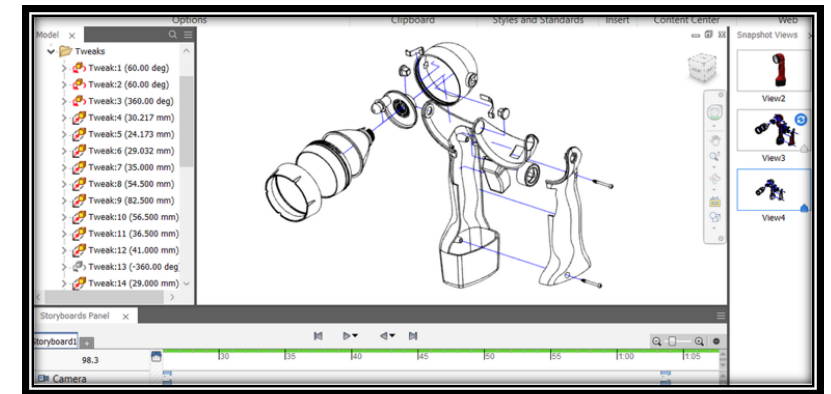 Options Clipboard Styles and Standards Insert Content Center Web
Model
Tweaks
Tweak:1 (60.00 deg)
Tweak:2 (60.00 deg)
Tweak:3 (360.00 deg)
Tweak:4 (30.217 mm)
Tweak:5 (24.173 mm)
Tweak:6 (29.032 mm)
Tweak:7 (35.000 mm)
Tweak:8 (54.500 mm)
Tweak:9 (82.500 mm)
Tweak:10 (56.500 mm)
Tweak:11 (36.500 mm)
Tweak:12 (41.000 mm)
Tweak:13 (-360.00 deg
Tweak:14 (29.000 mm)
Snapshot Views
View2
View3
View4
Storyboards Panel
Storyboard1
98.3 30 35 40 45 50 55 1:00 1:05
Camera